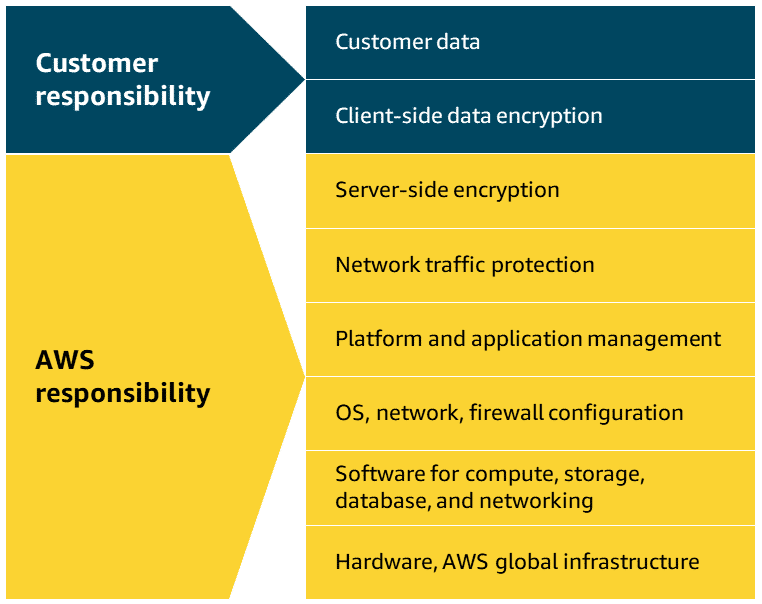 Customer
responsibility
Customer data
Client-side data encryption
AWS
responsibility
Server-side encryption
Network traffic protection
Platform and application management
OS, network, firewall configuration
Software for compute, storage,
database, and networking
Hardware, AWS global infrastructure